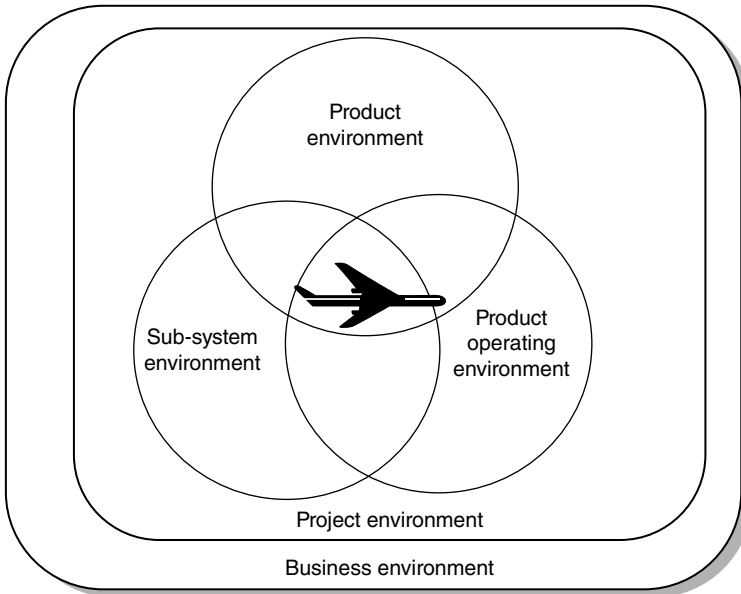 Product
environment
Sub-system
environment
Product
operating
environment
Project environment
Business environment